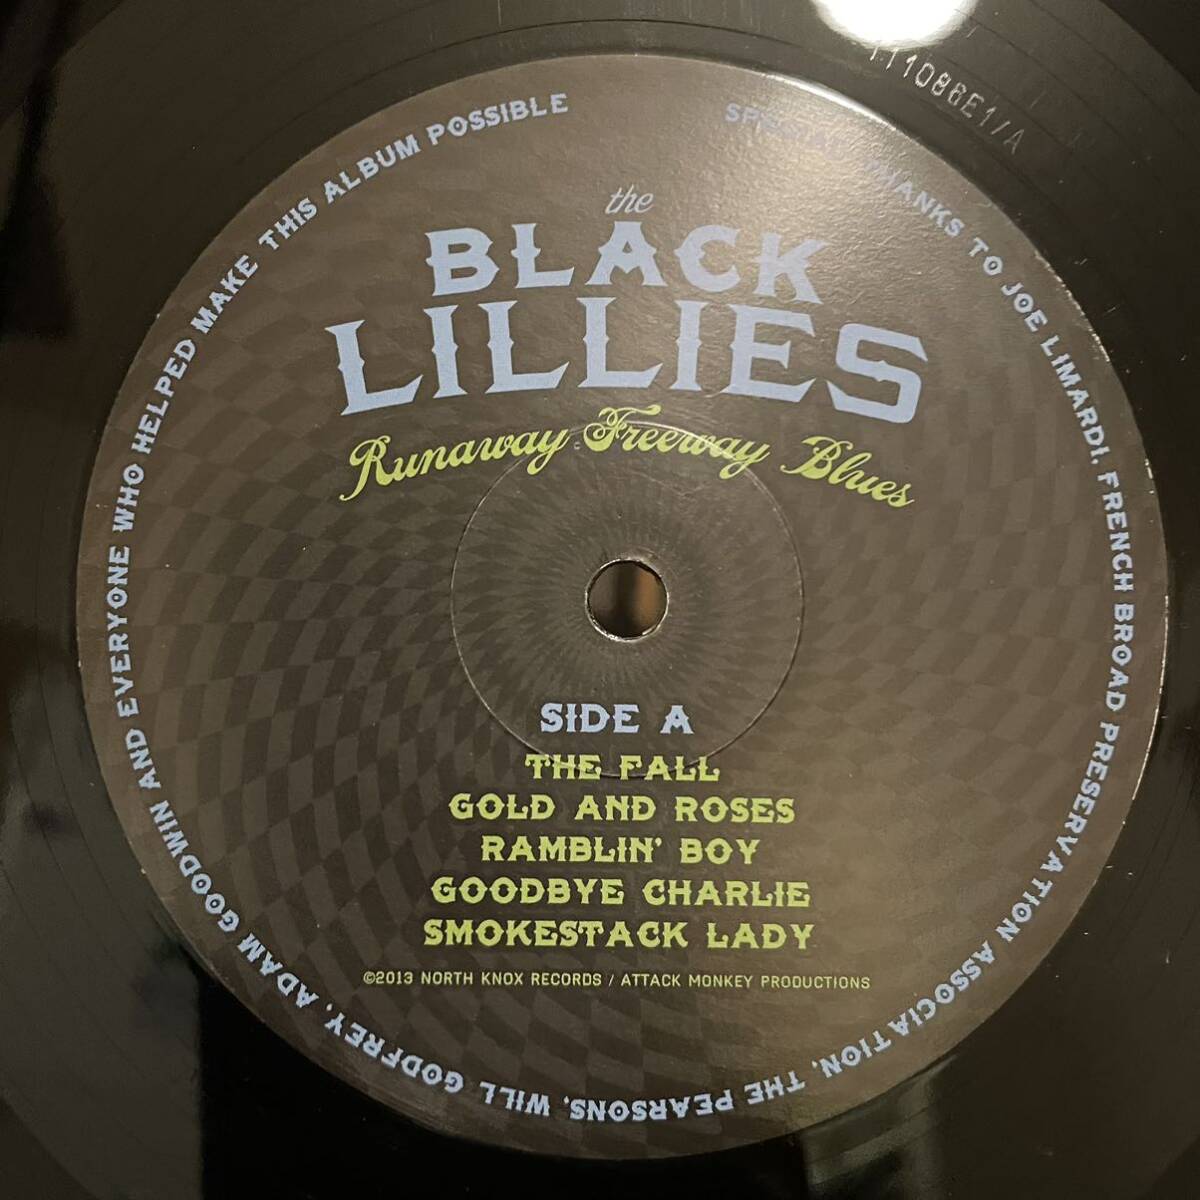 the
BLACK
LILLIES
Runaway Freeway Blues
SIDE A
THE FALL
GOLD AND ROSES
RAMBLIN' BOY
GOODBYE CHARLIE
SMOKESTACK LADY
©2013 NORTH KNOX RECORDS / ATTACK MONKEY PRODUCTIONS
SPECIAL THANKS TO JOE LIMARDI, FRENCH BROAD PRESERVATION ASSOCIATION, THE PEARSONS, WILL GODFREY, ADAM GOODWIN AND EVERYONE WHO HELPED MAKE THIS ALBUM POSSIBLE
111086E1/A